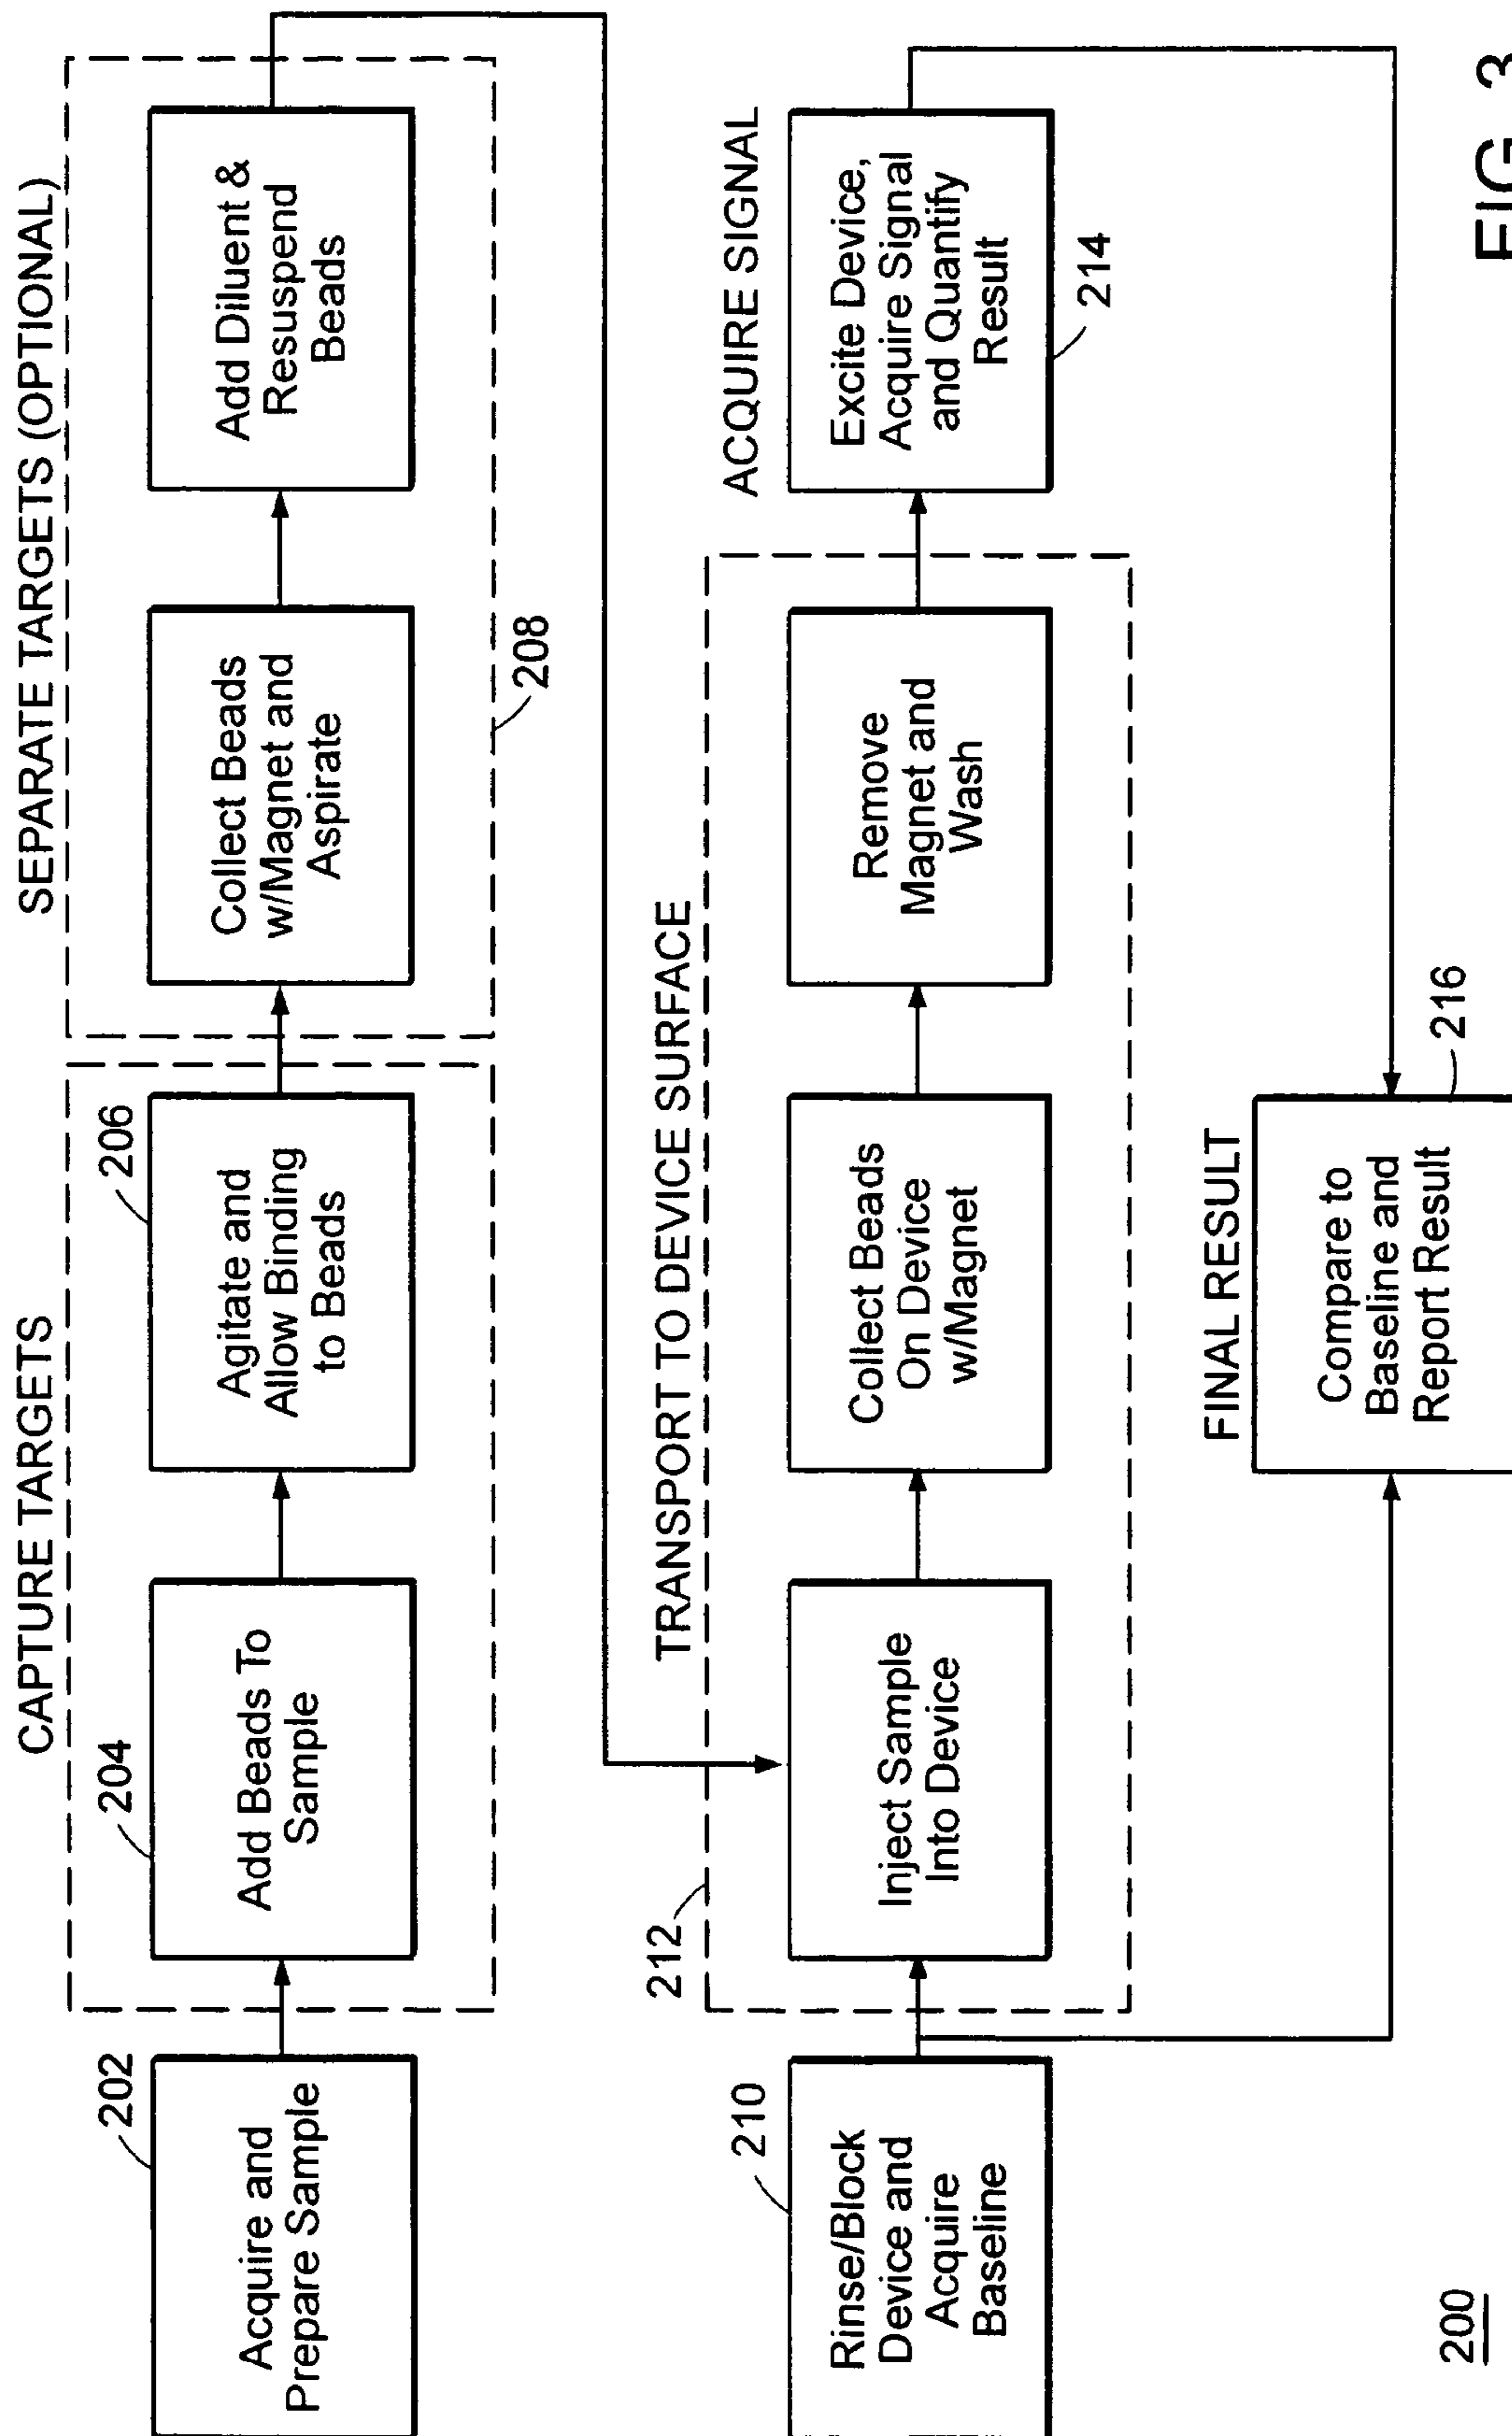 CAPTURE TARGETS
SEPARATE TARGETS (OPTIONAL)
202
Acquire and
Prepare Sample
204
Add Beads To
Sample
206
Agitate and
Allow Binding
to Beads
Collect Beads
w/Magnet and
Aspirate
Add Diluent &
Resuspend
Beads
208
TRANSPORT TO DEVICE SURFACE
ACQUIRE SIGNAL
210
Rinse/Block
Device and
Acquire
Baseline
212
Inject Sample
Into Device
Collect Beads
On Device
w/Magnet
Remove
Magnet and
Wash
Excite Device,
Acquire Signal
and Quantify
Result
214
FINAL RESULT
Compare to
Baseline and
Report Result
216
200
FIG. 3